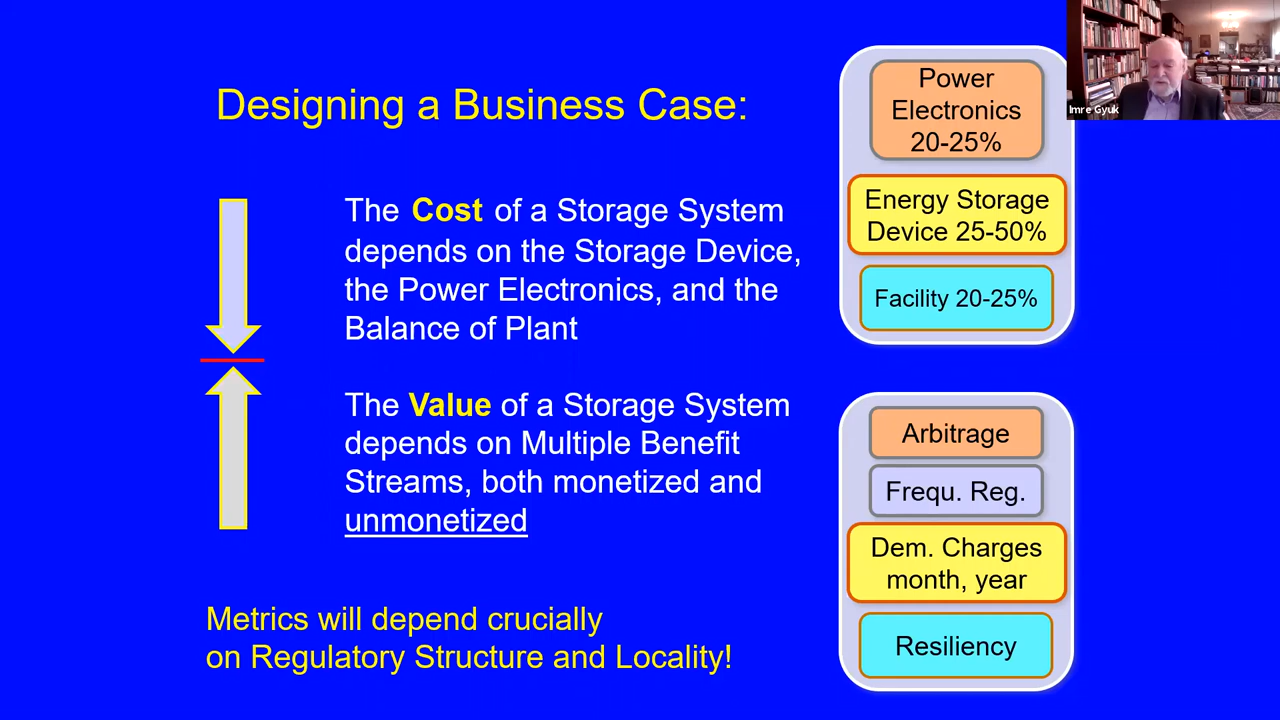 Designing a Business Case:
The Cost of a Storage System
depends on the Storage Device,
the Power Electronics, and the
Balance of Plant
The Value of a Storage System
depends on Multiple Benefit
Streams, both monetized and
unmonetized
Metrics will depend crucially
on Regulatory Structure and Locality!
Power
Electronics
20-25%
Energy Storage
Device 25-50%
Facility 20-25%
Arbitrage
Frequ. Reg.
Dem. Charges
month, year
Resiliency
Imre Gyuk